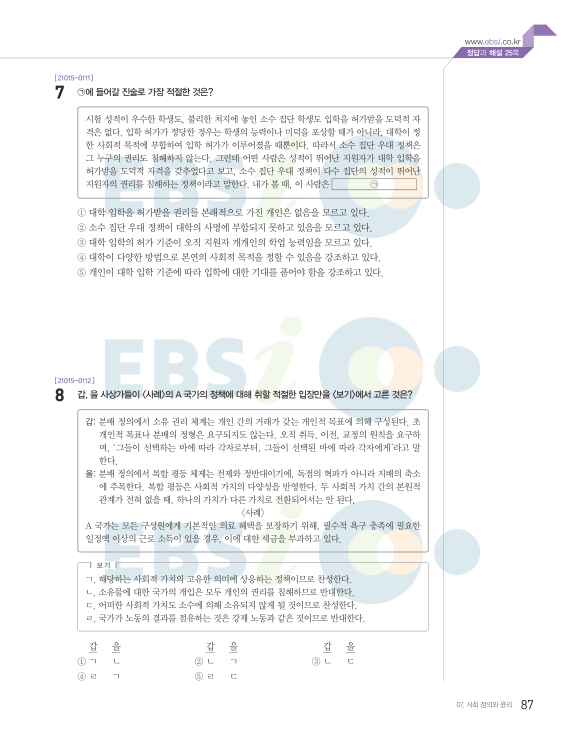 www.ebsi.co.kr
정답과 해설 25쪽
[21015-0111]
7 ㉠에 들어갈 진술로 가장 적절한 것은?
시험 성적이 우수한 학생도, 불리한 처지에 놓인 소수 집단 학생도 입학을 허가받을 도덕적 자
격은 없다. 입학 허가가 정당한 경우는 학생의 능력이나 미덕을 포상할 때가 아니라, 대학이 정
한 사회적 목적에 부합하여 입학 허가가 이루어졌을 때뿐이다. 따라서 소수 집단 우대 정책은
그 누구의 권리도 침해하지 않는다. 그런데 어떤 사람은 성적이 뛰어난 지원자가 대학 입학을
허가받을 도덕적 자격을 갖추었다고 보고, 소수 집단 우대 정책이 다수 집단의 성적이 뛰어난
지원자의 권리를 침해하는 정책이라고 말한다. 내가 볼 때, 이 사람은 ㉠
① 대학 입학을 허가받을 권리를 본래적으로 가진 개인은 없음을 모르고 있다.
② 소수 집단 우대 정책이 대학의 사명에 부합되지 못하고 있음을 모르고 있다.
③ 대학 입학의 허가 기준이 오직 지원자 개개인의 학업 능력임을 모르고 있다.
④ 대학이 다양한 방법으로 본연의 사회적 목적을 정할 수 있음을 강조하고 있다.
⑤ 개인이 대학 입학 기준에 따라 입학에 대한 기대를 품어야 함을 강조하고 있다.
EBSi
[21015-0112]
8 갑, 을 사상가들이 〈사례〉의 A 국가의 정책에 대해 취할 적절한 입장만을 〈보기〉에서 고른 것은?
갑: 분배 정의에서 소유 권리 체계는 개인 간의 거래가 갖는 개인적 목표에 의해 구성된다. 초
개인적 목표나 분배의 정형은 요구되지도 않는다. 오직 취득, 이전, 교정의 원칙을 요구하
며, ‘그들이 선택하는 바에 따라 각자로부터, 그들이 선택된 바에 따라 각자에게’라고 말
한다.
을: 분배 정의에서 복합 평등 체제는 전제와 정반대이기에, 독점의 혁파가 아니라 지배의 축소
에 주목한다. 복합 평등은 사회적 가치의 다양성을 반영한다. 두 사회적 가치 간의 본원적
관계가 전혀 없을 때, 하나의 가치가 다른 가치로 전환되어서는 안 된다.
〈사례〉
A 국가는 모든 구성원에게 기본적인 의료 혜택을 보장하기 위해, 필수적 욕구 충족에 필요한
일정액 이상의 근로 소득이 있을 경우, 이에 대한 세금을 부과하고 있다.
보기
ㄱ. 해당하는 사회적 가치의 고유한 의미에 상응하는 정책이므로 찬성한다.
ㄴ. 소유물에 대한 국가의 개입은 모두 개인의 권리를 침해하므로 반대한다.
ㄷ. 어떠한 사회적 가치도 소수에 의해 소유되지 않게 될 것이므로 찬성한다.
ㄹ. 국가가 노동의 결과를 점유하는 것은 강제 노동과 같은 것이므로 반대한다.
갑 을 갑 을 갑 을
① ㄱ ㄴ ② ㄴ ㄱ ③ ㄴ ㄷ
④ ㄹ ㄱ ⑤ ㄹ ㄷ
07. 사회 정의와 윤리 87